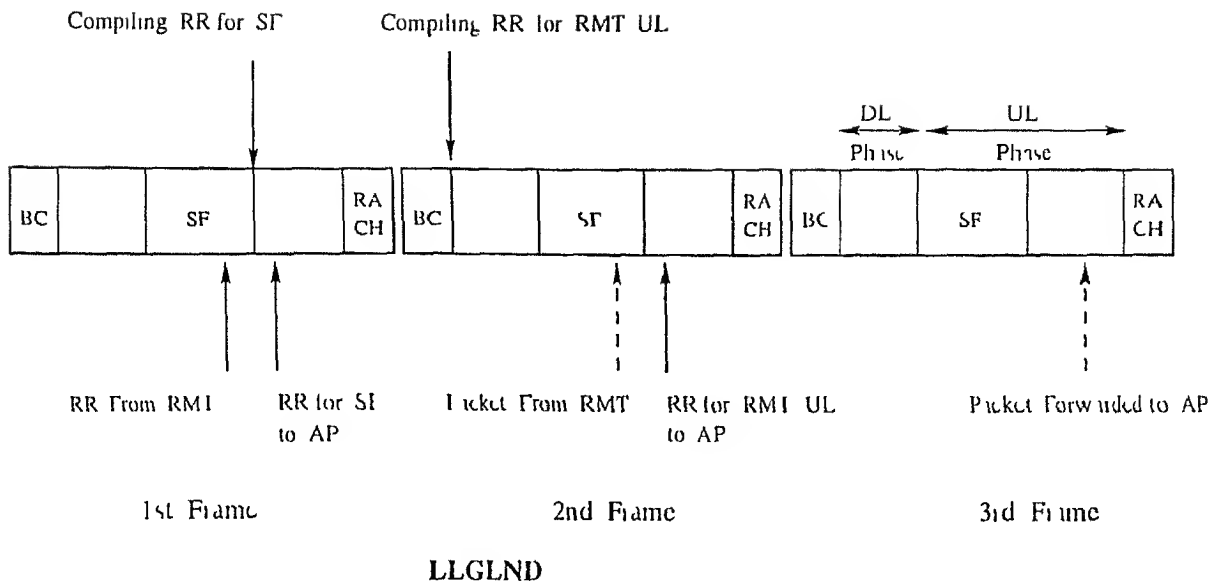 Compiling RR for SF
Compiling RR for RMT UL
DL
UL
Phase
Phase
BC
SF
RA
CH
BC
SF
RA
CH
BC
SF
RA
CH
RR From RMT
RR for SF
to AP
Packet From RMT
RR for RMT UL
to AP
Packet Forwarded to AP
1st Frame
2nd Frame
3rd Frame
LEGEND